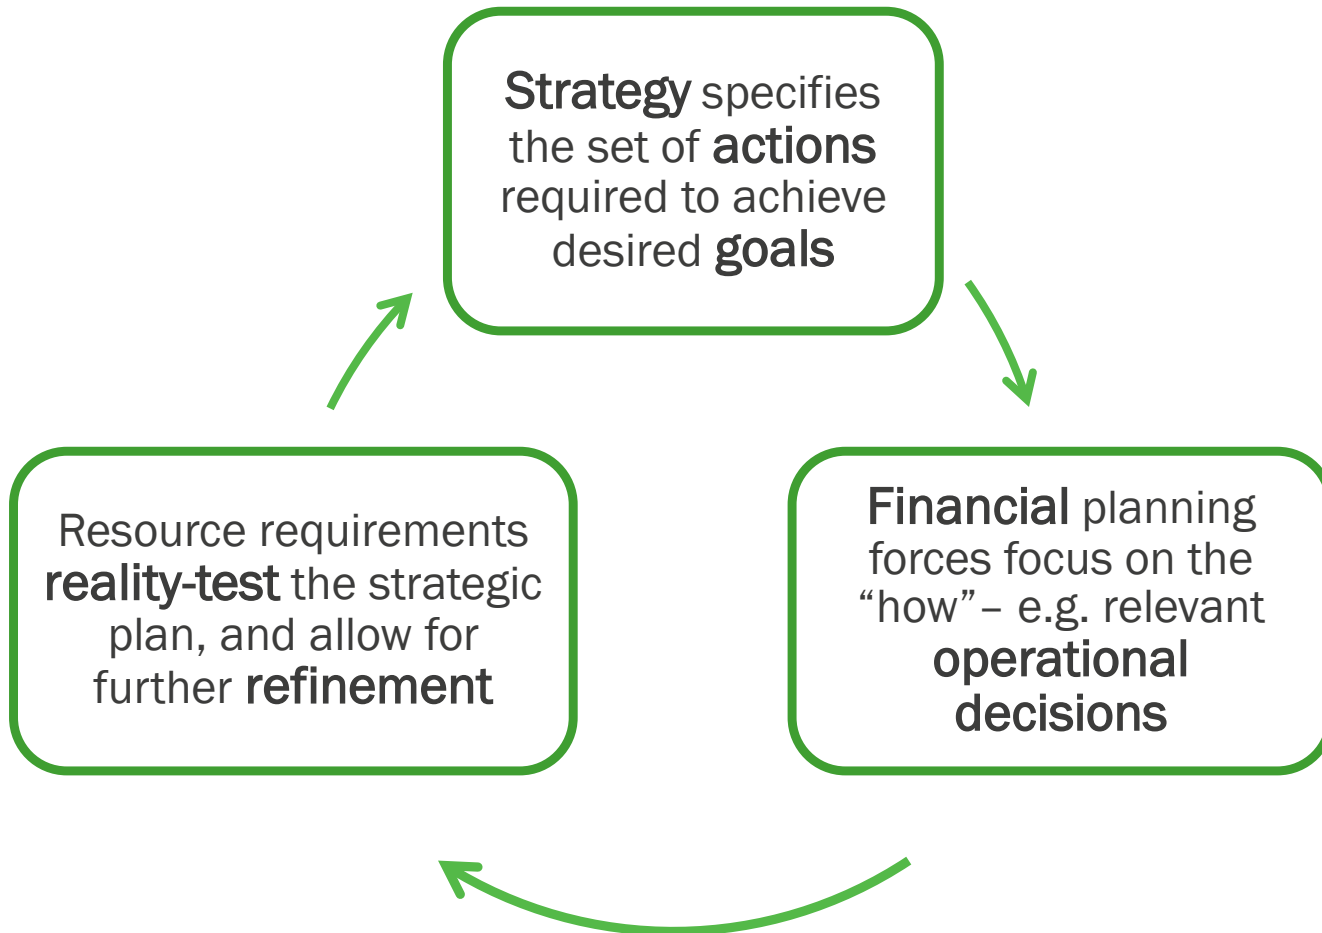 Strategy specifies
the set of actions
required to achieve
desired goals
Financial planning
forces focus on the
“how”– e.g. relevant
operational
decisions
Resource requirements
reality-test the strategic
plan, and allow for
further refinement